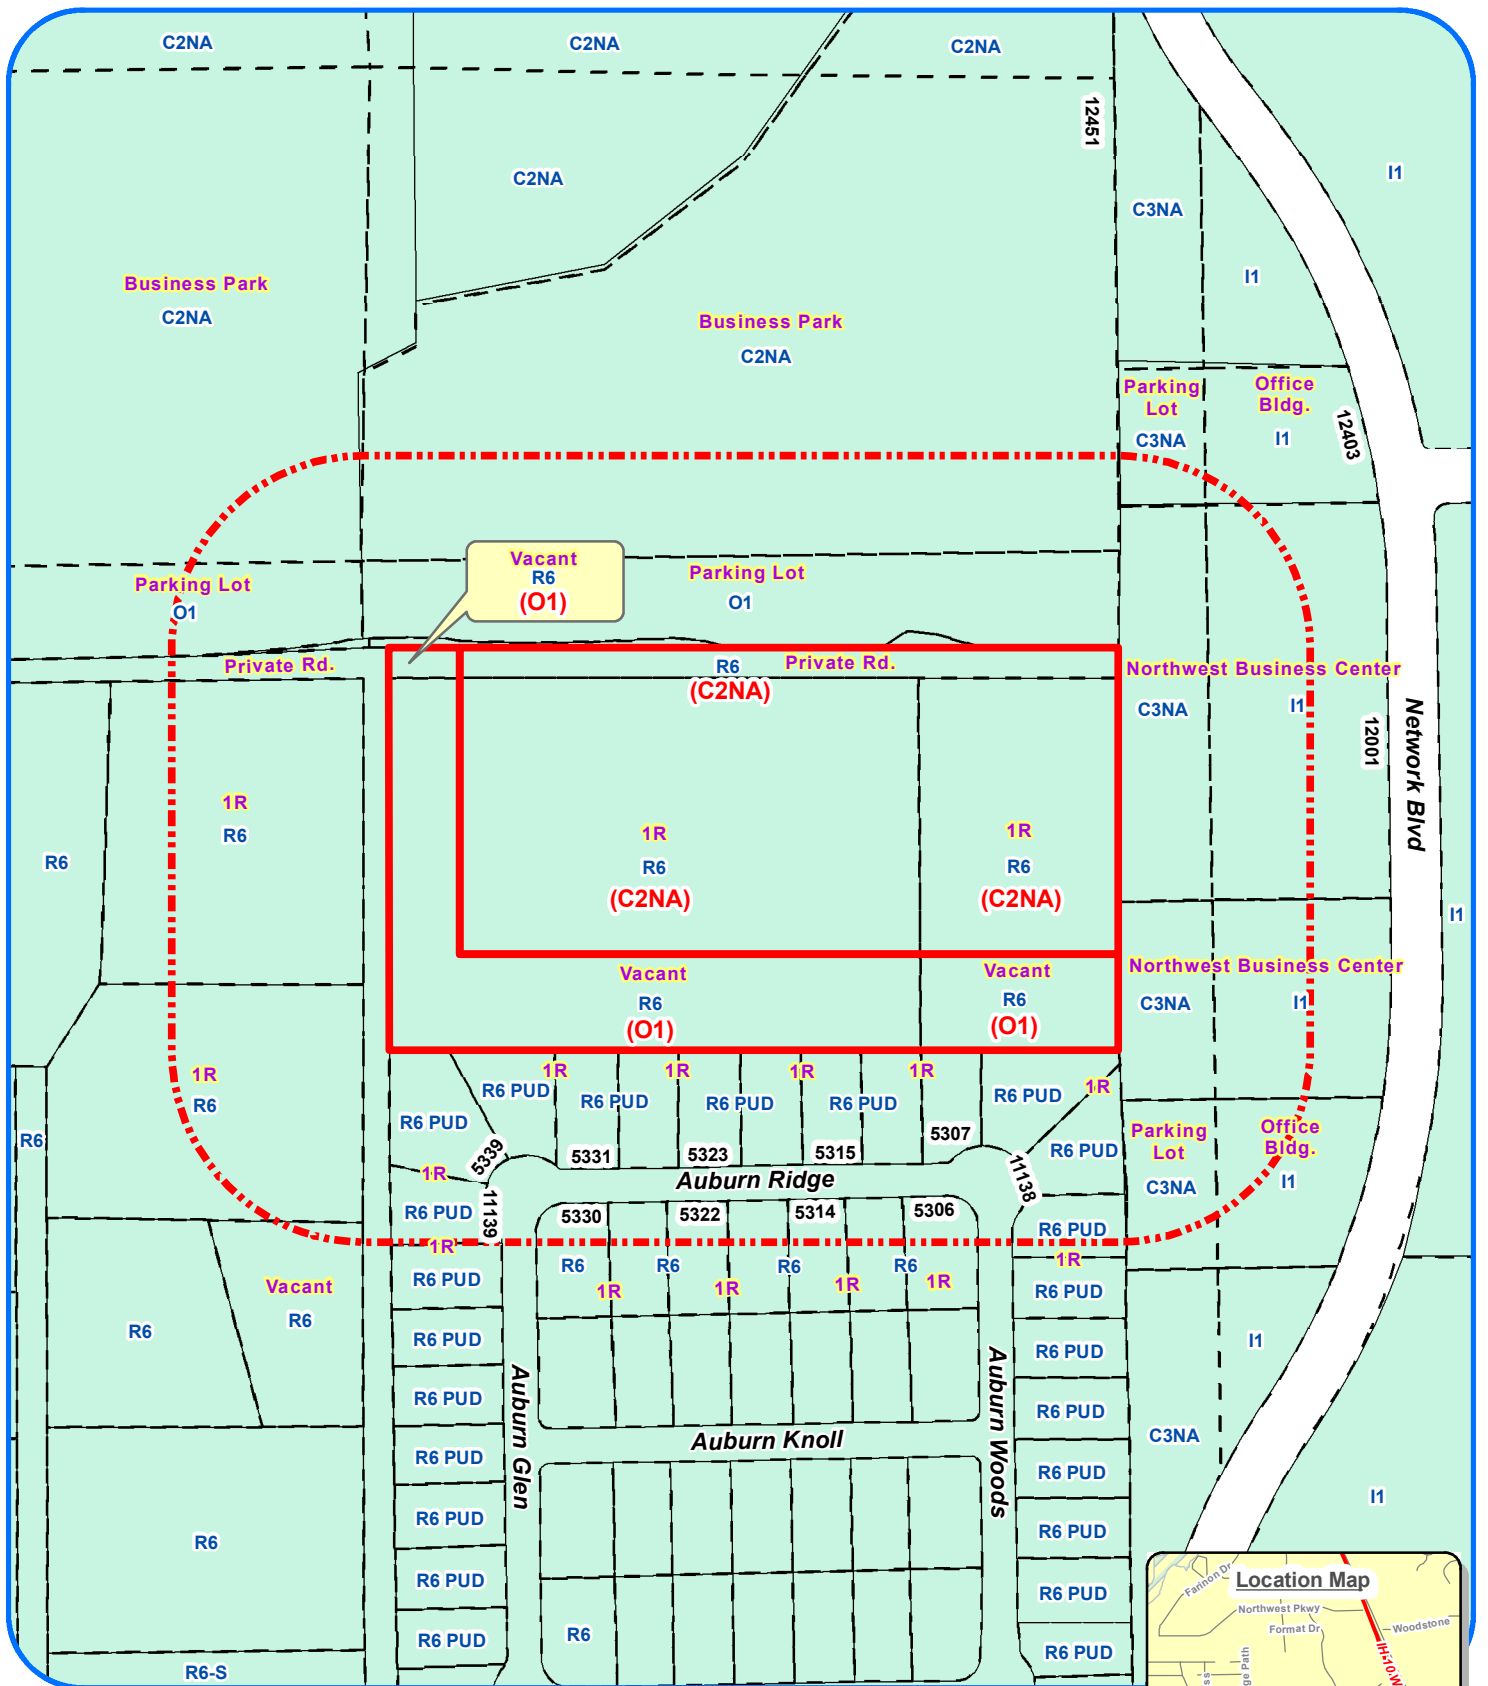 C2NA
C2NA
C2NA
12451
C2NA
I1
C3NA
I1
Business Park
C2NA
Business Park
C2NA
Parking
Lot
C3NA
Office
Bldg.
I1
12403
Vacant
R6
(O1)
Parking Lot
O1
Parking Lot
O1
Private Rd.
R6
Private Rd.
(C2NA)
Northwest Business Center
C3NA
I1
12001
Network Blvd
1R
R6
R6
1R
R6
(C2NA)
1R
R6
(C2NA)
I1
Vacant
R6
(O1)
Vacant
R6
(O1)
Northwest Business Center
C3NA
I1
1R
R6
R6
1R
1R
1R
1R
1R
R6 PUD
R6 PUD
R6 PUD
R6 PUD
R6 PUD
R6 PUD
R6 PUD
5339
5331
5323
5315
5307
11138
Parking
Lot
C3NA
Office
Bldg.
I1
1R
Auburn Ridge
R6 PUD
11139
5330
5322
5314
5306
R6 PUD
1R
1R
R6 PUD
R6
R6
R6
R6
1R
1R
1R
1R
R6 PUD
Vacant
R6
R6
R6 PUD
R6 PUD
I1
R6 PUD
R6 PUD
Auburn Glen
Auburn Knoll
Auburn Woods
C3NA
R6 PUD
R6 PUD
I1
R6 PUD
R6 PUD
R6
R6 PUD
R6 PUD
R6 PUD
R6
R6 PUD
R6-S
Location Map
Farinon Dr
Northwest Pkwy
Format Dr
Woodstone
IH-10 W